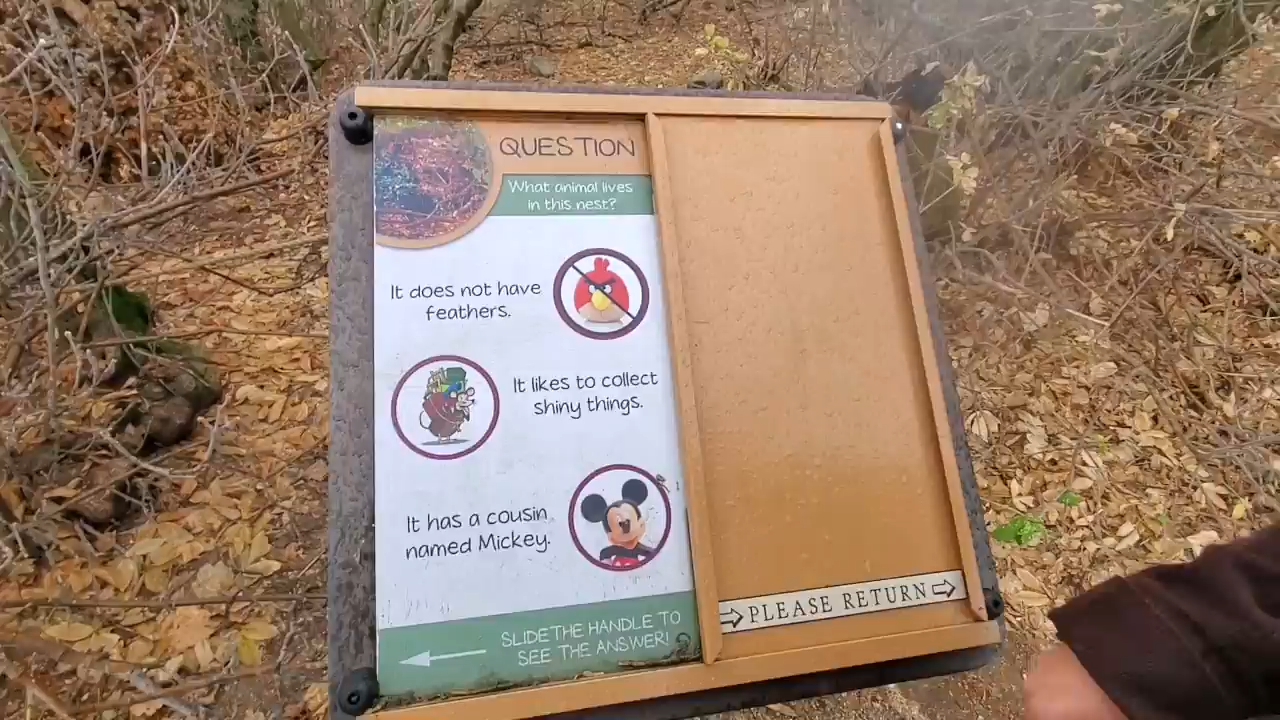 QUESTION
What animal lives
in this nest?
It does not have
feathers.
It likes to collect
shiny things.
It has a cousin
named Mickey.
SLIDE THE HANDLE TO
SEE THE ANSWER!
PLEASE RETURN